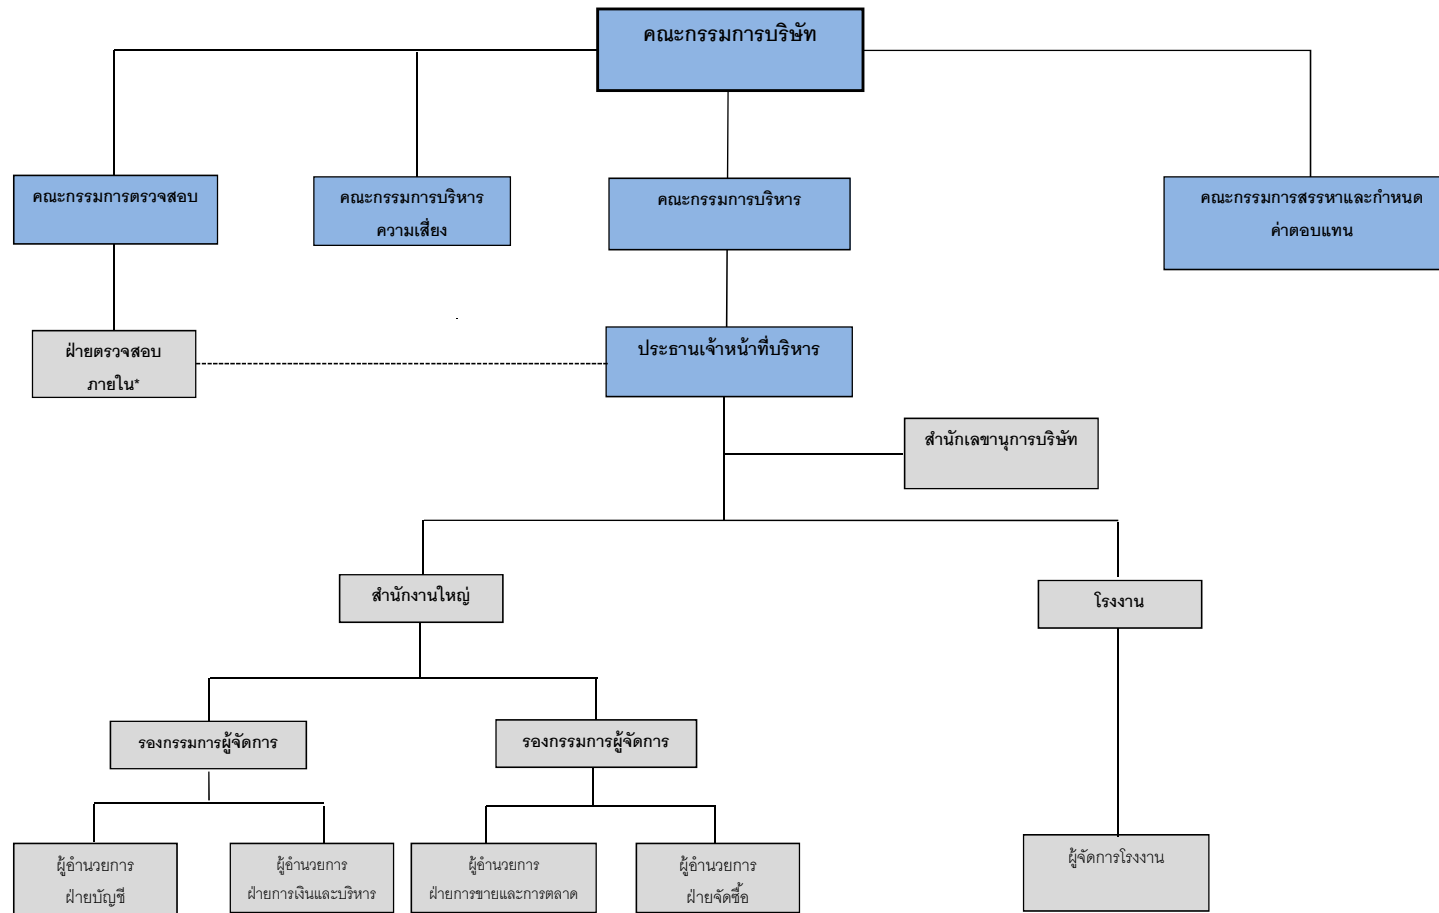 คณะกรรมการบริษัท
คณะกรรมการตรวจสอบ
คณะกรรมการบริหาร
ความเสี่ยง
คณะกรรมการบริหาร
คณะกรรมการสรรหาและกำหนด
ค่าตอบแทน
ฝ่ายตรวจสอบ
ภายใน*
ประธานเจ้าหน้าที่บริหาร
สำนักเลขานุการบริษัท
สำนักงานใหญ่
โรงงาน
รองกรรมการผู้จัดการ
รองกรรมการผู้จัดการ
ผู้อำนวยการ
ฝ่ายบัญชี
ผู้อำนวยการ
ฝ่ายการเงินและบริหาร
ผู้อำนวยการ
ฝ่ายการขายและการตลาด
ผู้อำนวยการ
ฝ่ายจัดซื้อ
ผู้จัดการโรงงาน